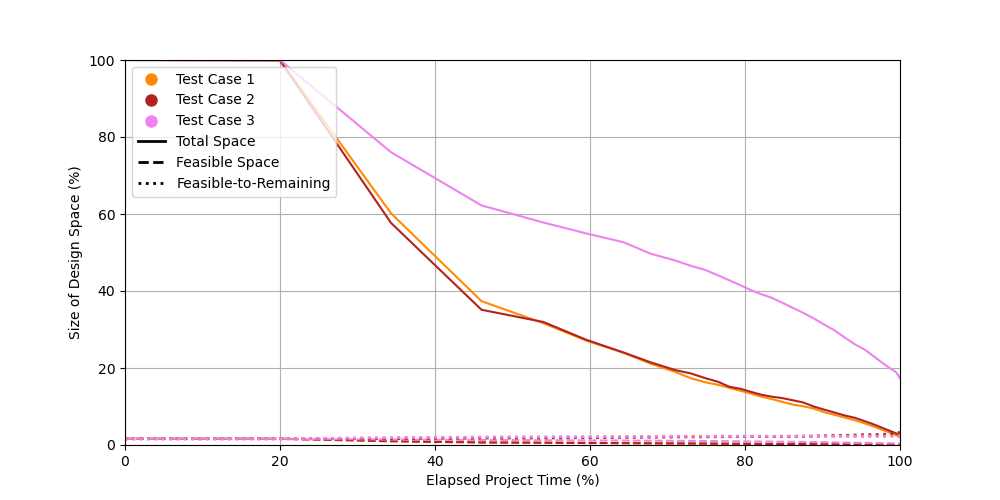 100
80
60
40
20
0
Size of Design Space (%)
Test Case 1
Test Case 2
Test Case 3
Total Space
Feasible Space
Feasible-to-Remaining
0 20 40 60 80 100
Elapsed Project Time (%)